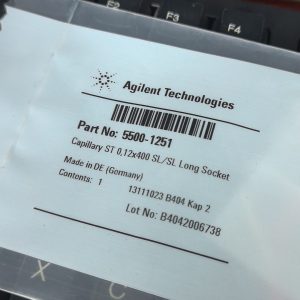 F2
F3
F4
Agilent Technologies
Part No: 5500-1251
Capillary ST 0,12x400 SL/SL Long Socket
Made in DE (Germany)
Contents: 1
13111023 B404 Kap 2
Lot No: B4042006738
X
C